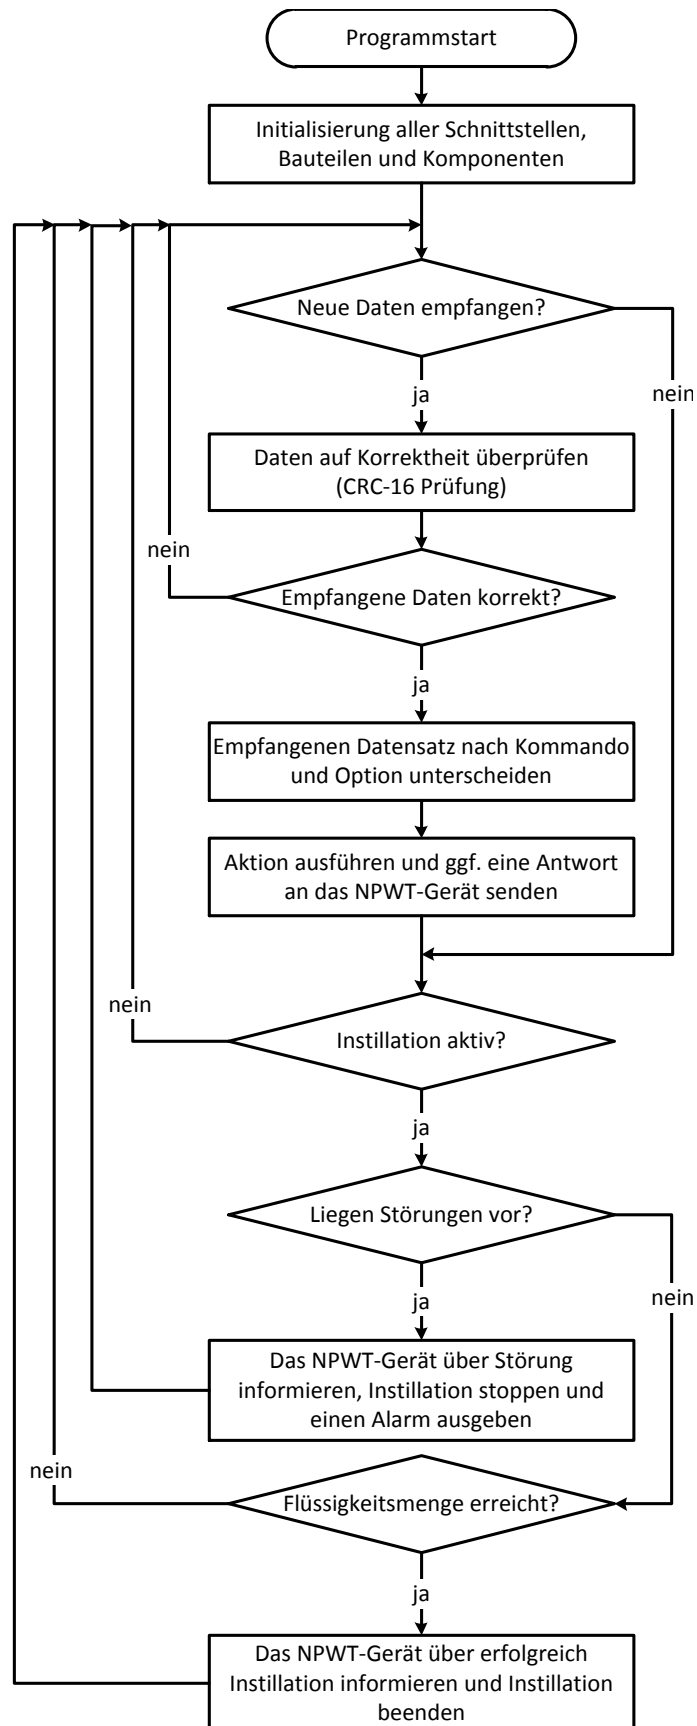 Programmstart
Initialisierung aller Schnittstellen,
Bauteilen und Komponenten
Neue Daten empfangen?
nein
ja
Daten auf Korrektheit überprüfen
(CRC-16 Prüfung)
nein
Empfangene Daten korrekt?
ja
Empfangenen Datensatz nach Kommando
und Option unterscheiden
Aktion ausführen und ggf. eine Antwort
an das NPWT-Gerät senden
nein
Instillation aktiv?
ja
Liegen Störungen vor?
nein
ja
Das NPWT-Gerät über Störung
informieren, Instillation stoppen und
einen Alarm ausgeben
nein
Flüssigkeitsmenge erreicht?
ja
Das NPWT-Gerät über erfolgreich
Instillation informieren und Instillation
beenden